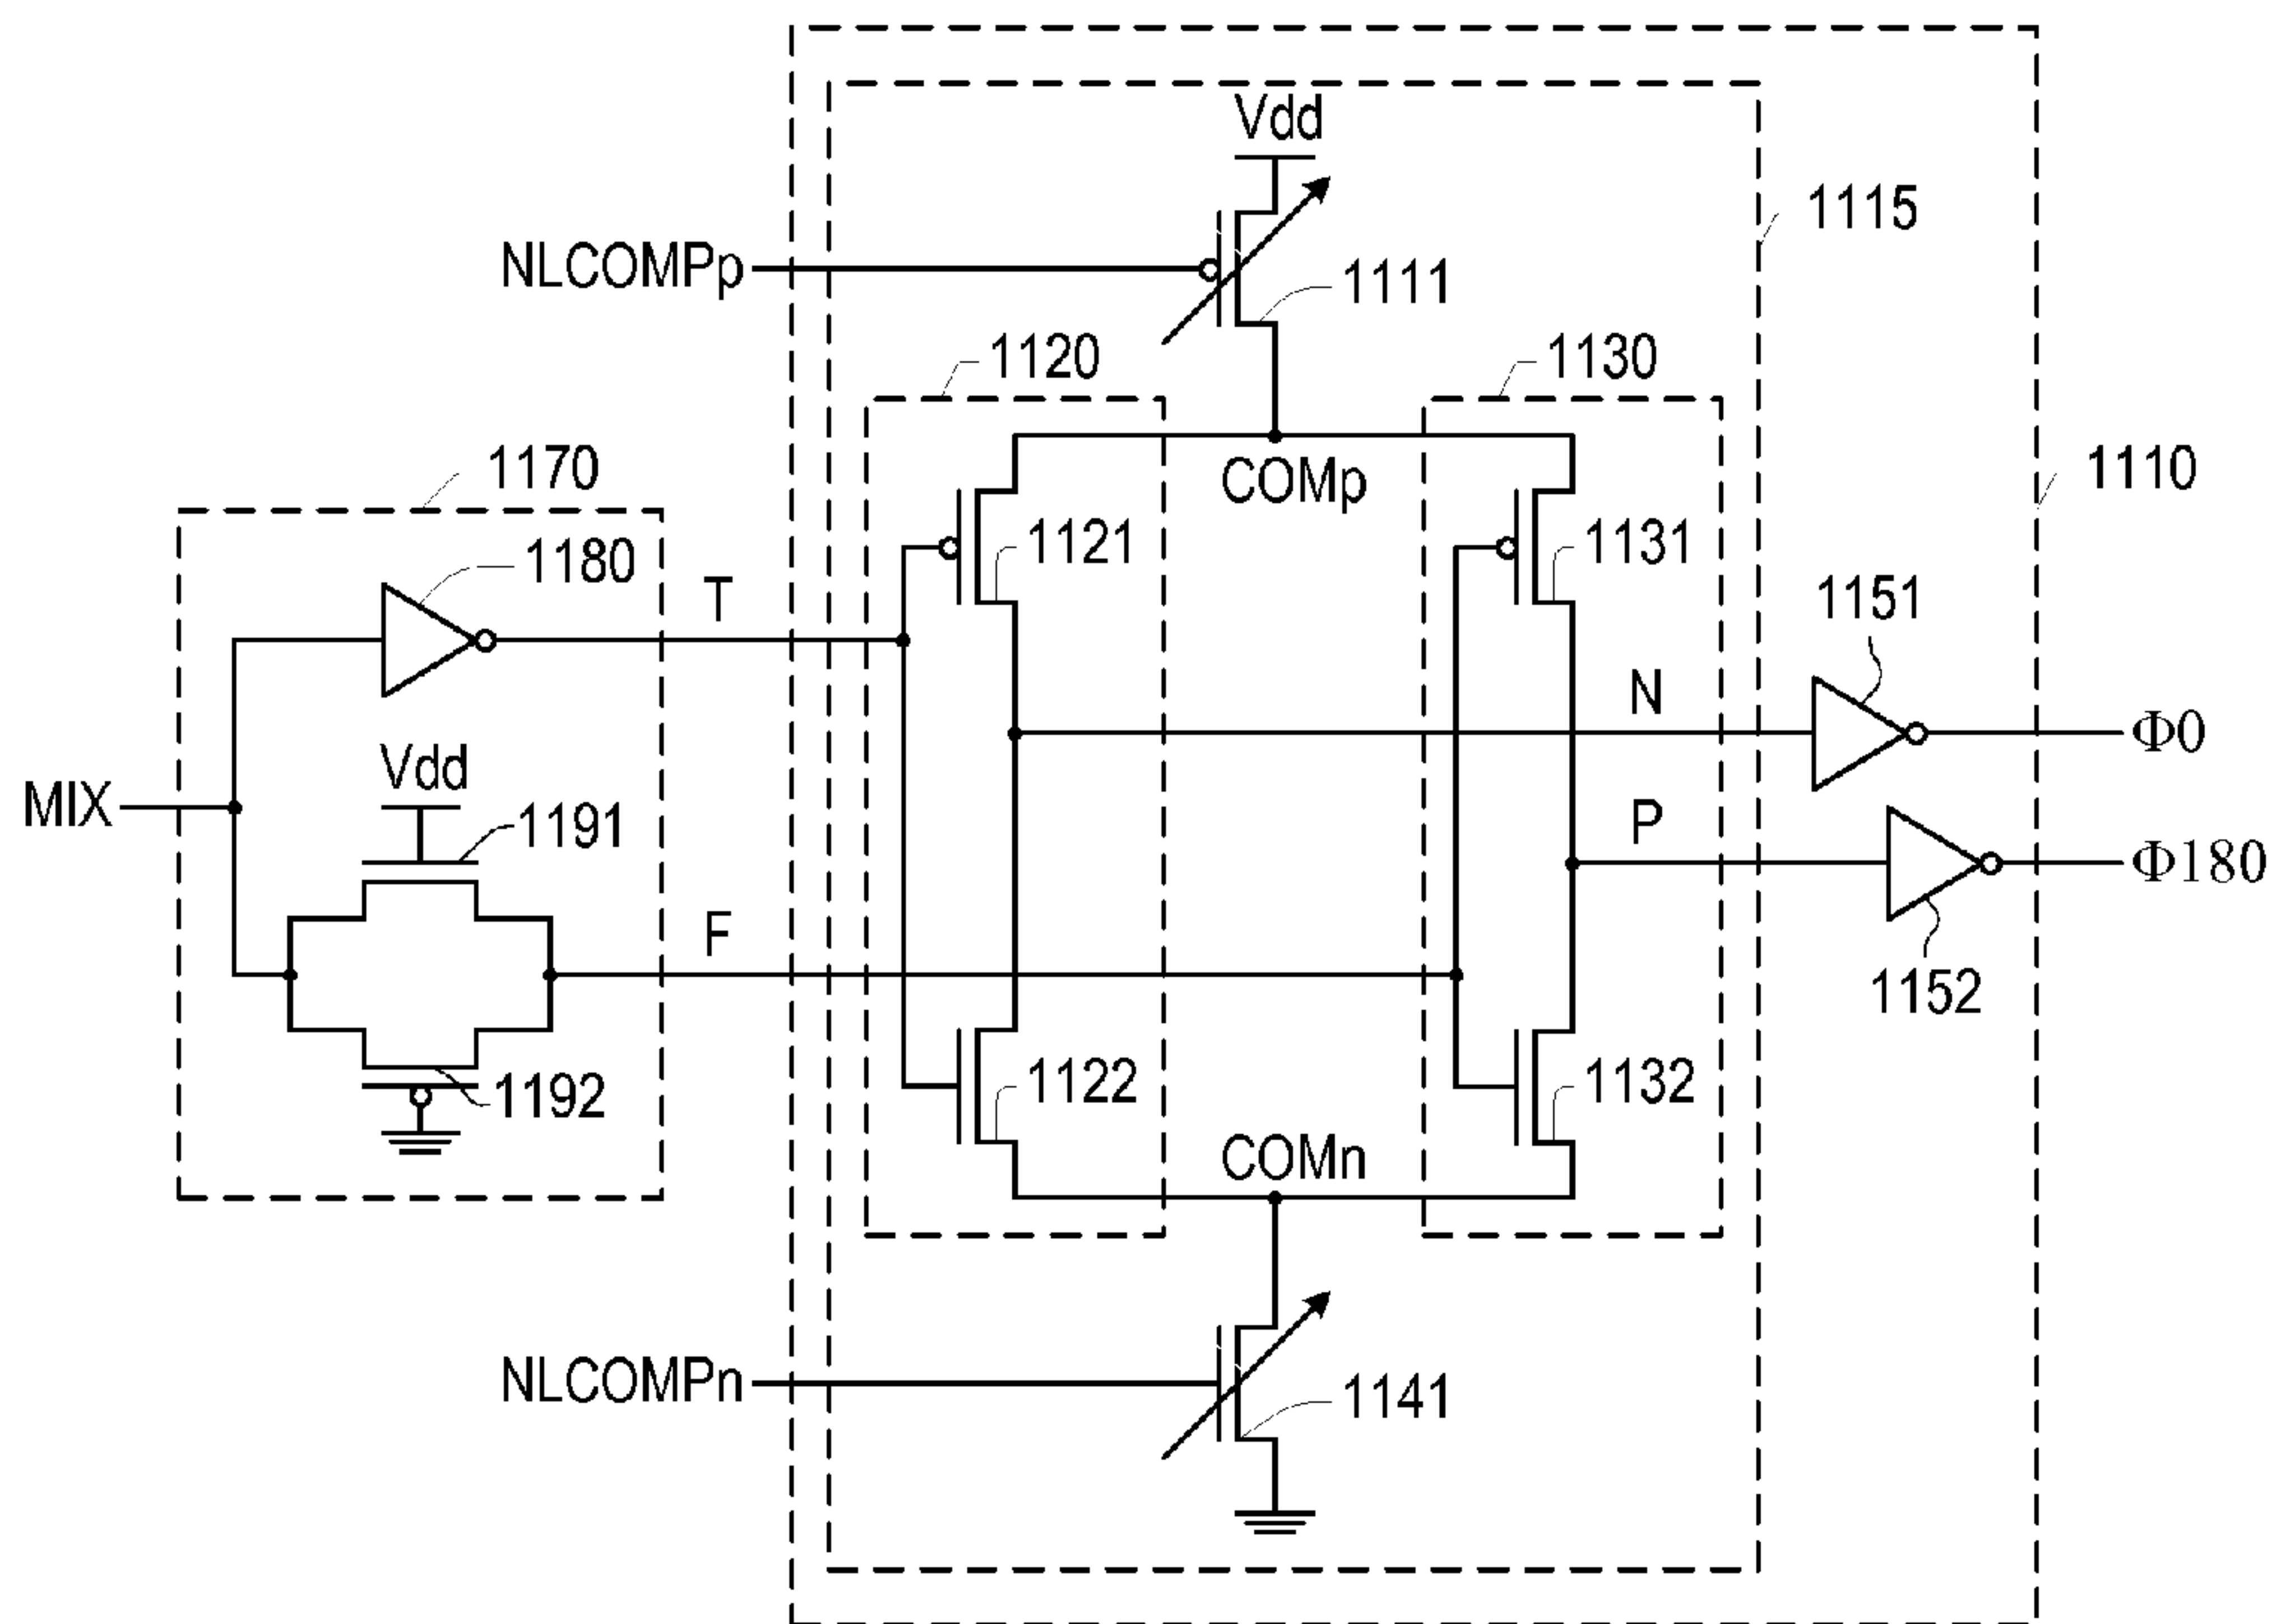 Vdd
1115
NLCOMPp
1111
1120
1130
COMp
1170
1110
1180
T
1121
1131
1151
N
Φ0
Vdd
MIX
1191
P
Φ180
F
1152
1192
1122
1132
COMn
NLCOMPn
1141